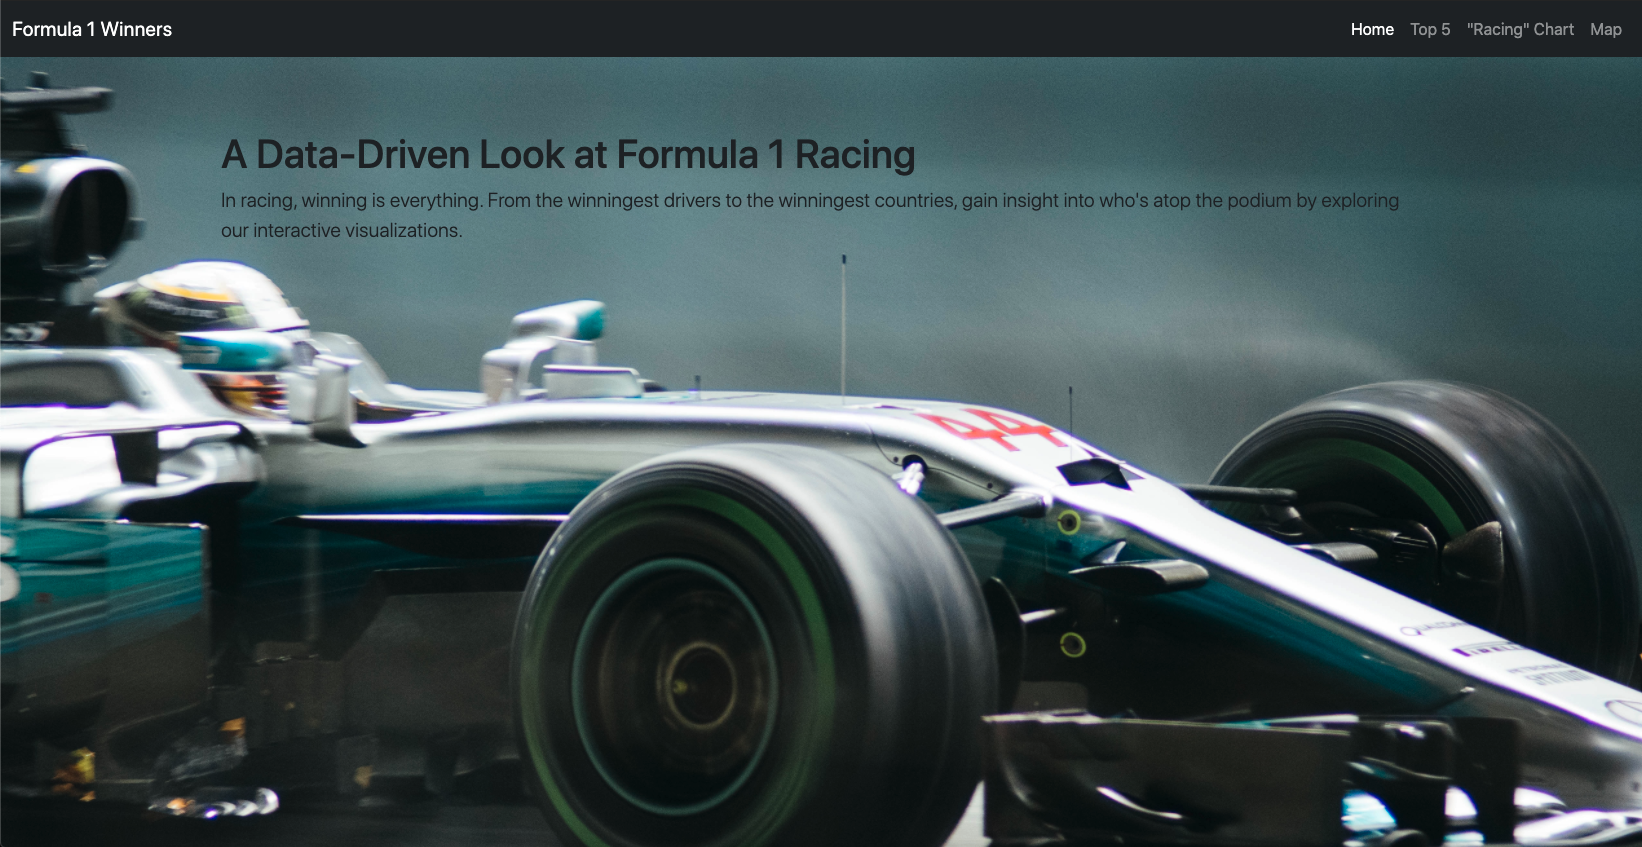 Formula 1 Winners
Home Top 5 "Racing" Chart Map
A Data-Driven Look at Formula 1 Racing
In racing, winning is everything. From the winningest drivers to the winningest countries, gain insight into who's atop the podium by exploring
our interactive visualizations.
44